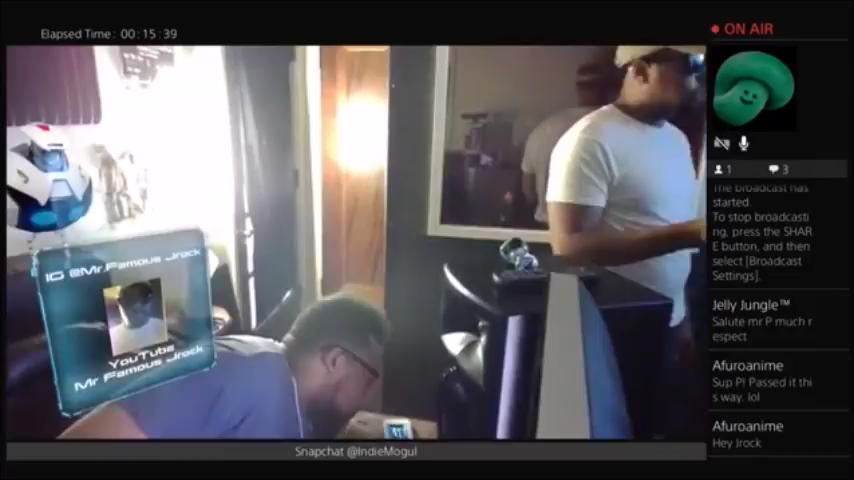 Elapsed Time: 00:15:39
ON AIR
IG @Mr.Famous Jrock
YouTube
Mr Famous Jrock
Snapchat @IndieMogul
1
3
The broadcast has
started.
To stop broadcasti
ng, press the SHAR
E button, and then
select [Broadcast
Settings].
Jelly Jungle™
Salute mr P much r
espect
Afuroanime
Sup P! Passed it thi
s way. lol
Afuroanime
Hey Jrock